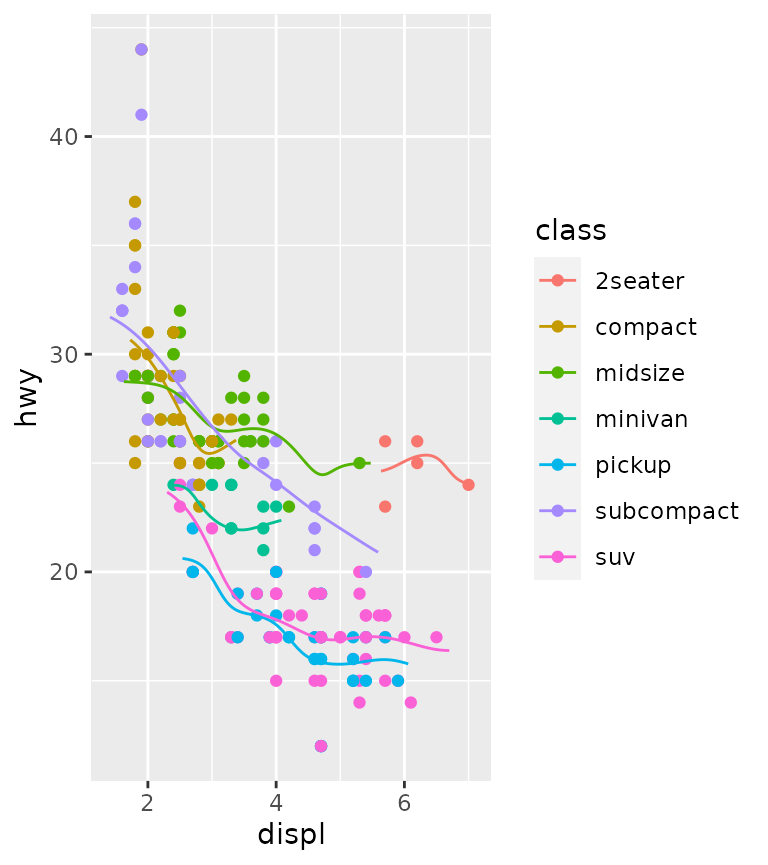 40
30
20
hwy
2 4 6
displ
class
2seater
compact
midsize
minivan
pickup
subcompact
suv